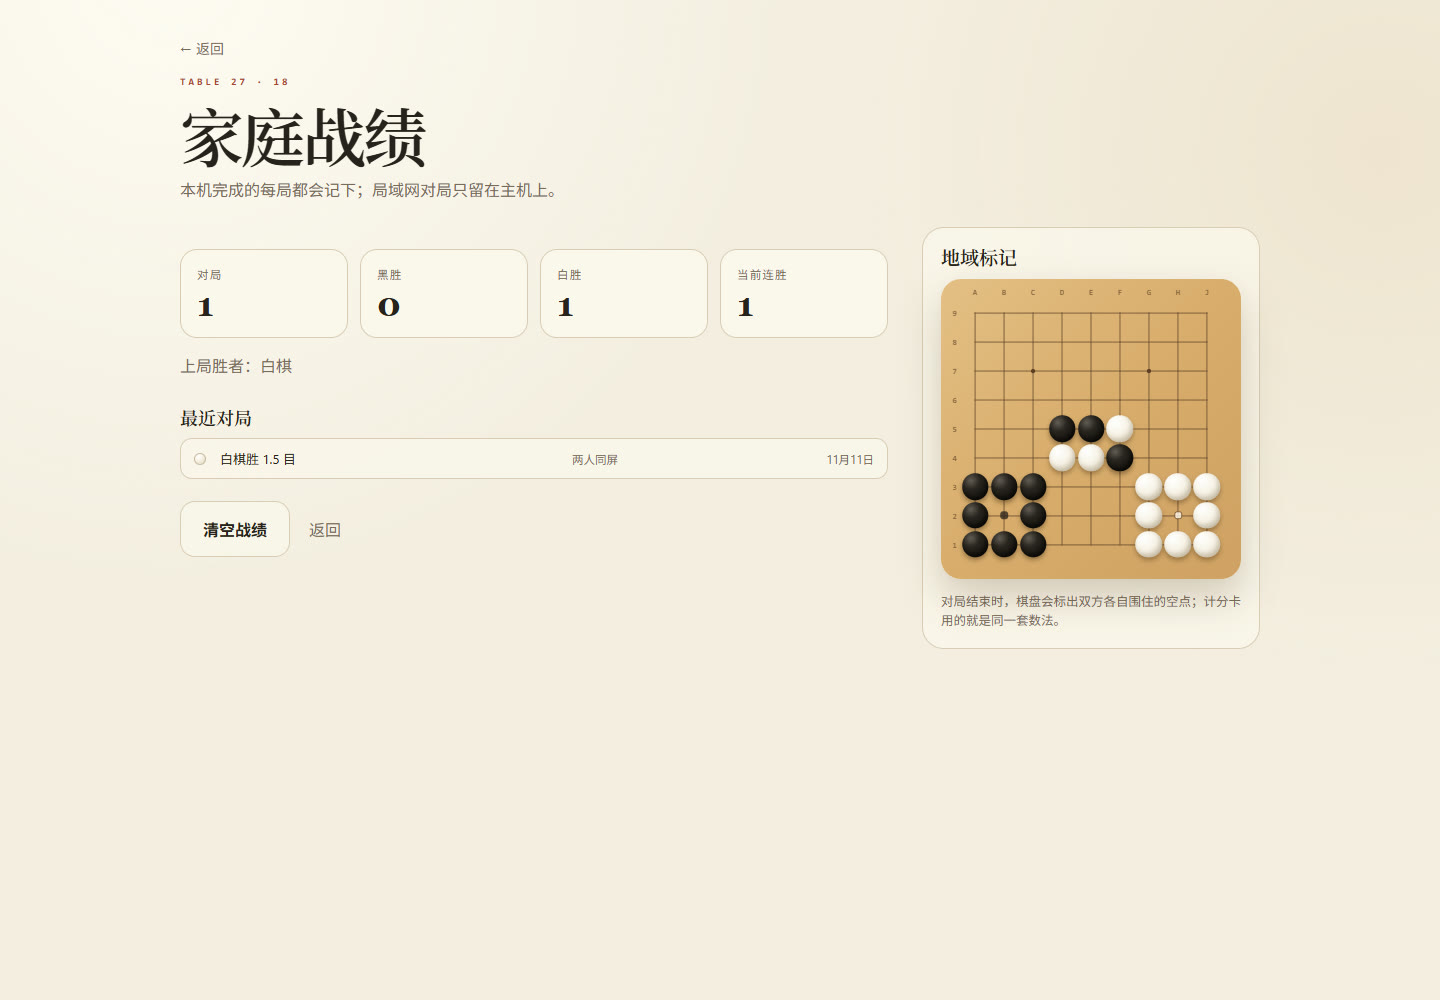 ← 返回
TABLE 27 · 18
家庭战绩
本机完成的每局都会记下；局域网对局只留在主机上。
对局
1
黑胜
0
白胜
1
当前连胜
1
上局胜者：白棋
最近对局
白棋胜 1.5 目 两人同屏 11月11日
清空战绩 返回
地域标记
A B C D E F G H J
9
8
7
6
5
4
3
2
1
对局结束时，棋盘会标出双方各自围住的空点；计分卡
用的就是同一套数法。